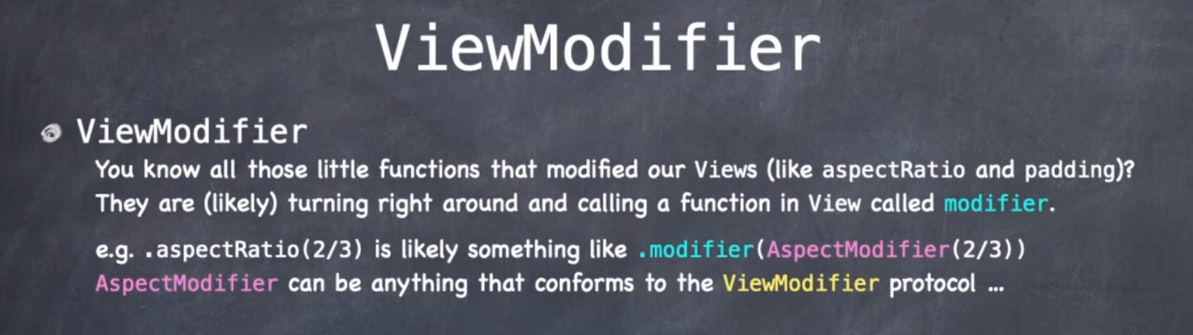 ViewModifier
ViewModifier
You know all those little functions that modified our Views (like aspectRatio and padding)?
They are (likely) turning right around and calling a function in View called modifier.
e.g. .aspectRatio(2/3) is likely something like .modifier(AspectModifier(2/3))
AspectModifier can be anything that conforms to the ViewModifier protocol ...